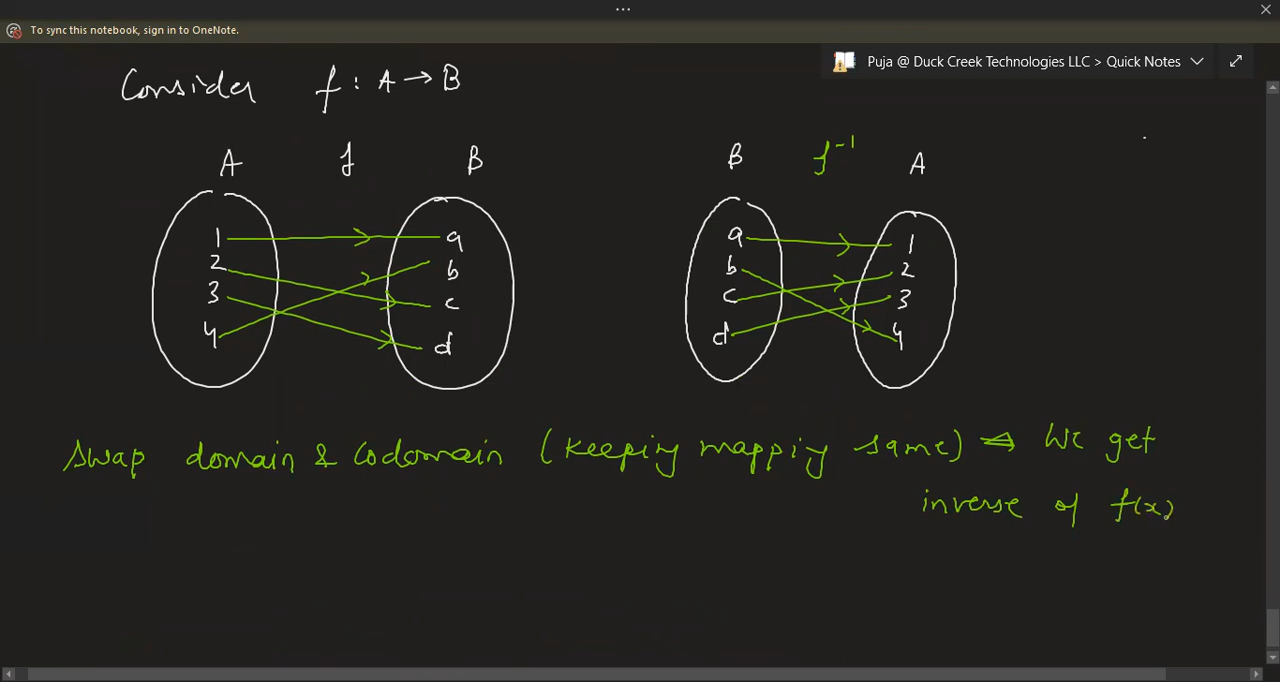 ...
To sync this notebook, sign in to OneNote.
Puja @ Duck Creek Technologies LLC > Quick Notes
Consider f : A → B
A f B
B f⁻¹ A
1 a
2 b
3 c
4 d
a 1
b 2
c 3
d 4
Swap domain & Codomain (Keeping mapping same) ⇒ We get
inverse of f(x)